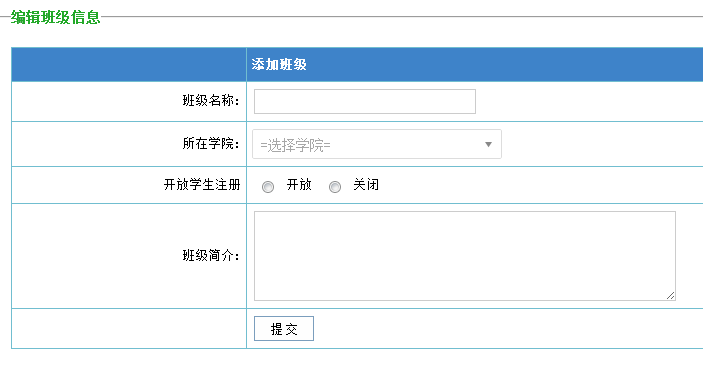 编辑班级信息
添加班级
班级名称：
所在学院：
=选择学院=
开放学生注册
开放 关闭
班级简介：
提交